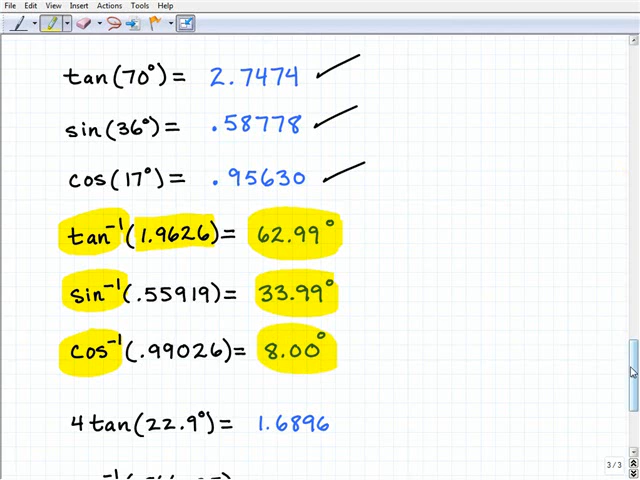 File Edit View Insert Actions Tools Help
tan(70°) = 2.7474
sin(36°) = .58778
cos(17°) = .95630
tan⁻¹(1.9626) = 62.99°
sin⁻¹(.55919) = 33.99°
cos⁻¹(.99026) = 8.00°
4tan(22.9°) = 1.6896
3/3